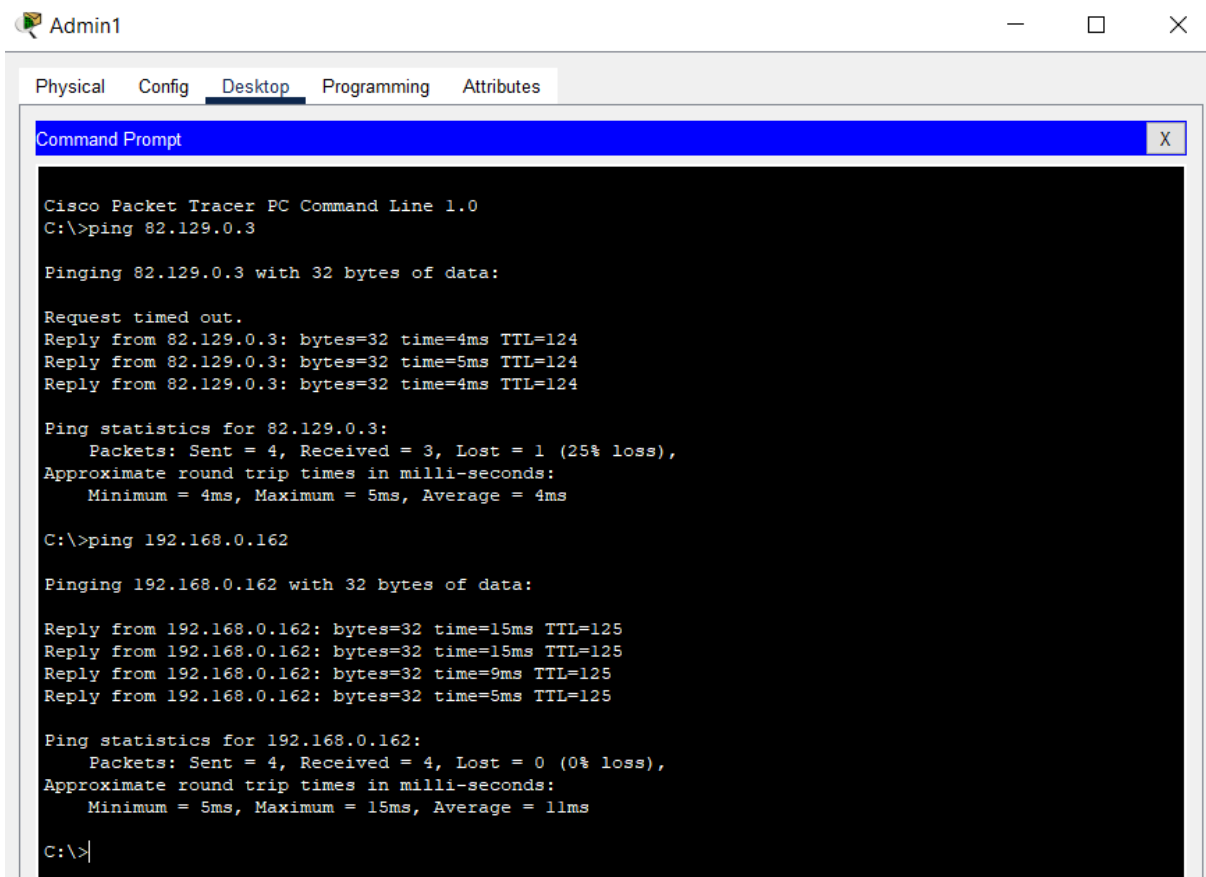 Admin1
Physical Config Desktop Programming Attributes
Command Prompt X
Cisco Packet Tracer PC Command Line 1.0
C:\>ping 82.129.0.3
Pinging 82.129.0.3 with 32 bytes of data:
Request timed out.
Reply from 82.129.0.3: bytes=32 time=4ms TTL=124
Reply from 82.129.0.3: bytes=32 time=5ms TTL=124
Reply from 82.129.0.3: bytes=32 time=4ms TTL=124
Ping statistics for 82.129.0.3:
    Packets: Sent = 4, Received = 3, Lost = 1 (25% loss),
Approximate round trip times in milli-seconds:
    Minimum = 4ms, Maximum = 5ms, Average = 4ms
C:\>ping 192.168.0.162
Pinging 192.168.0.162 with 32 bytes of data:
Reply from 192.168.0.162: bytes=32 time=15ms TTL=125
Reply from 192.168.0.162: bytes=32 time=15ms TTL=125
Reply from 192.168.0.162: bytes=32 time=9ms TTL=125
Reply from 192.168.0.162: bytes=32 time=5ms TTL=125
Ping statistics for 192.168.0.162:
    Packets: Sent = 4, Received = 4, Lost = 0 (0% loss),
Approximate round trip times in milli-seconds:
    Minimum = 5ms, Maximum = 15ms, Average = 11ms
C:\>